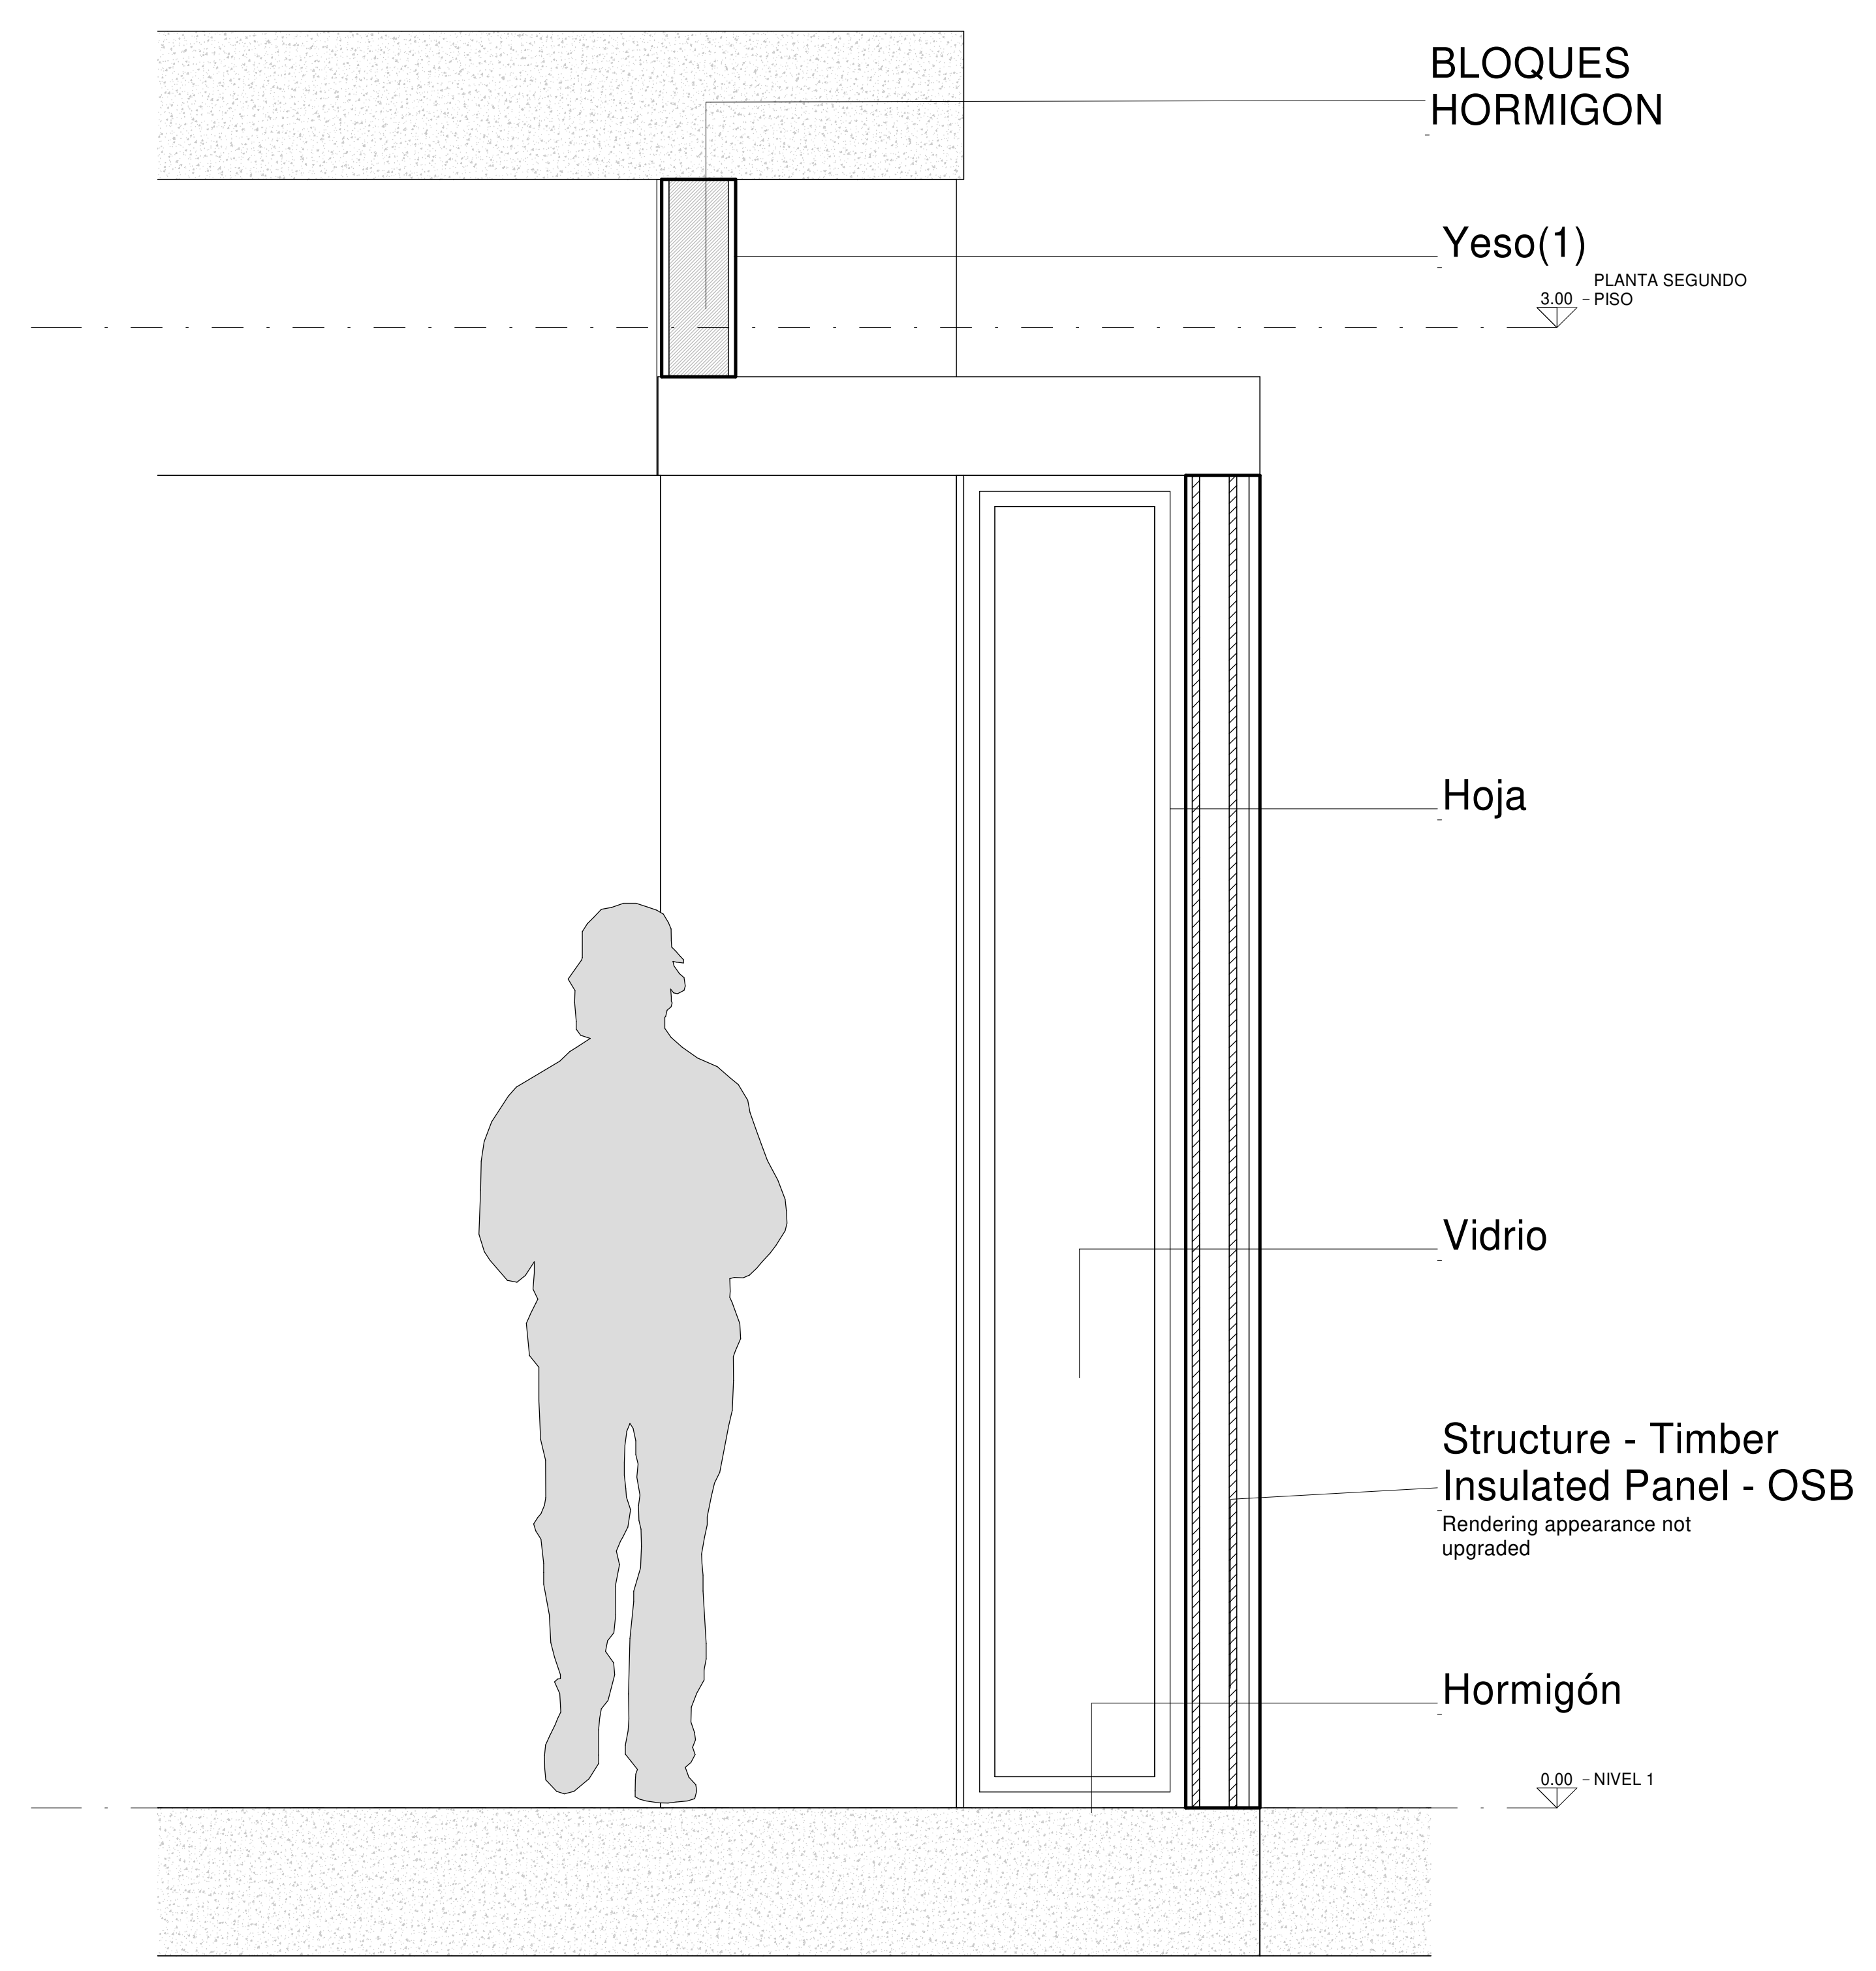 BLOQUES
HORMIGON
Yeso(1)
PLANTA SEGUNDO
3.00
PISO
Hoja
Vidrio
Structure - Timber
Insulated Panel - OSB
Rendering appearance not
upgraded
Hormigón
0.00
NIVEL 1